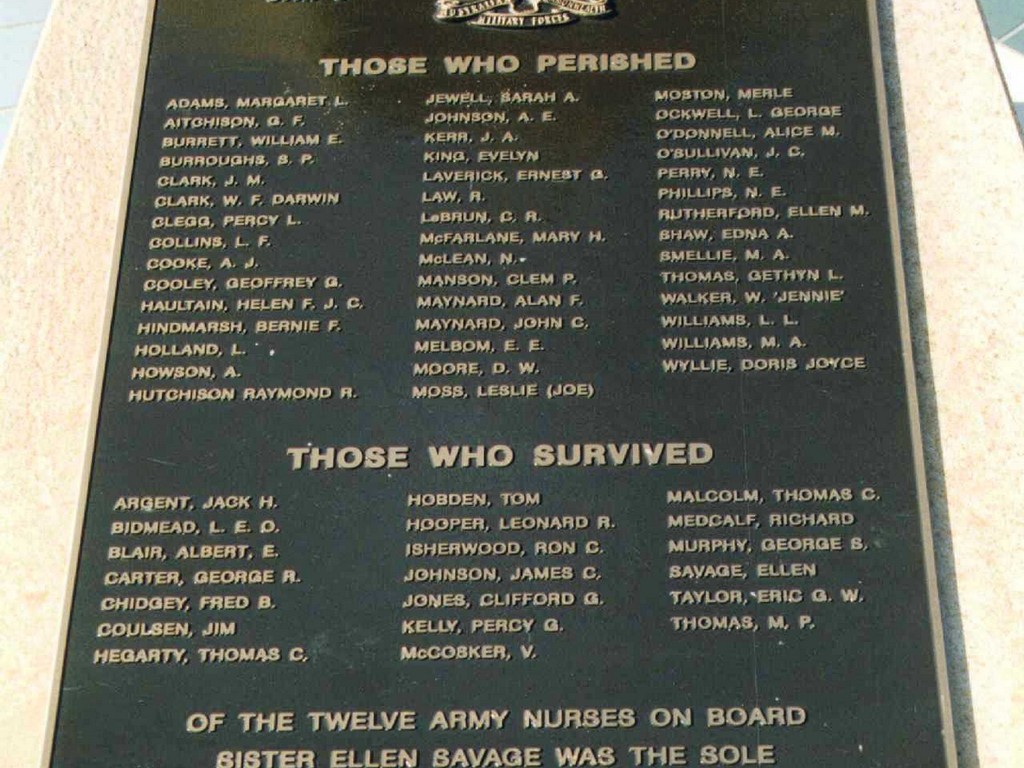 AUSTRALIAN COMMONWEALTH
MILITARY FORCES
THOSE WHO PERISHED
ADAMS, MARGARET L.
AITCHISON, G. F.
BURRETT, WILLIAM E.
BURROUGHS, S. P.
CLARK, J. M.
CLARK, W. F. DARWIN
CLEGG, PERCY L.
COLLINS, L. F.
COOKE, A. J.
COOLEY, GEOFFREY G.
HAULTAIN, HELEN F. J. C.
HINDMARSH, BERNIE F.
HOLLAND, L.
HOWSON, A.
HUTCHISON RAYMOND R.
JEWELL, SARAH A.
JOHNSON, A. E.
KERR, J. A.
KING, EVELYN
LAVERICK, ERNEST G.
LAW, R.
LeBRUN, C. R.
McFARLANE, MARY H.
McLEAN, N.
MANSON, CLEM P.
MAYNARD, ALAN F.
MAYNARD, JOHN C.
MELBOM, E. E.
MOORE, D. W.
MOSS, LESLIE (JOE)
MOSTON, MERLE
OCKWELL, L. GEORGE
O'DONNELL, ALICE M.
O'SULLIVAN, J. C.
PERRY, N. E.
PHILLIPS, N. E.
RUTHERFORD, ELLEN M.
SHAW, EDNA A.
SMELLIE, M. A.
THOMAS, GETHYN L.
WALKER, W. 'JENNIE'
WILLIAMS, L. L.
WILLIAMS, M. A.
WYLLIE, DORIS JOYCE
THOSE WHO SURVIVED
ARGENT, JACK H.
BIDMEAD, L. E. O.
BLAIR, ALBERT, E.
CARTER, GEORGE R.
CHIDGEY, FRED B.
COULSEN, JIM
HEGARTY, THOMAS C.
HOBDEN, TOM
HOOPER, LEONARD R.
ISHERWOOD, RON C.
JOHNSON, JAMES C.
JONES, CLIFFORD G.
KELLY, PERCY G.
McCOSKER, V.
MALCOLM, THOMAS C.
MEDCALF, RICHARD
MURPHY, GEORGE S.
SAVAGE, ELLEN
TAYLOR, ERIC G. W.
THOMAS, M. P.
OF THE TWELVE ARMY NURSES ON BOARD
SISTER ELLEN SAVAGE WAS THE SOLE